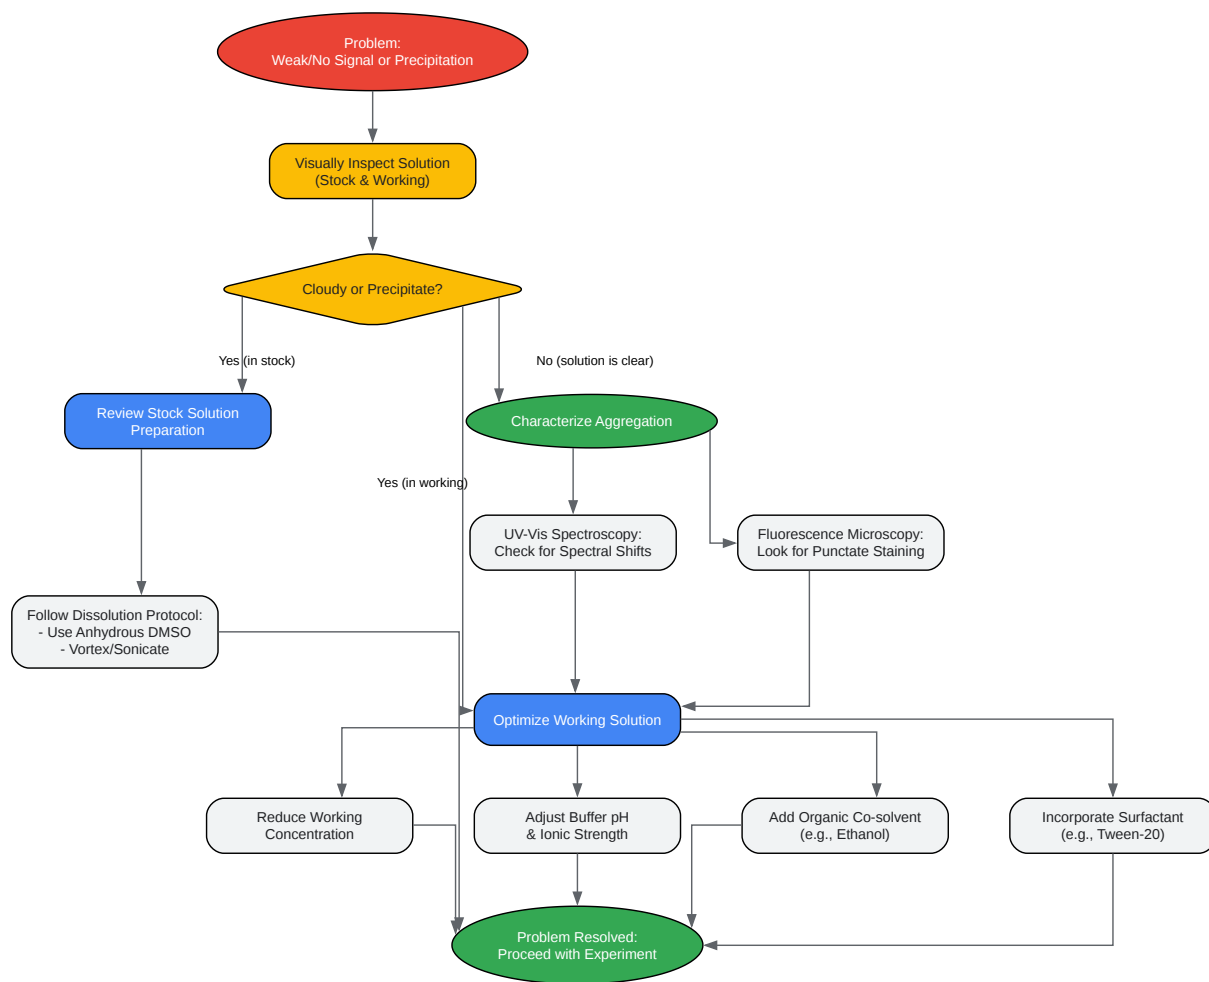 Problem:
Weak/No Signal or Precipitation
Visually Inspect Solution
(Stock & Working)
Cloudy or Precipitate?
Yes (in stock)
No (solution is clear)
Review Stock Solution
Preparation
Characterize Aggregation
Yes (in working)
UV-Vis Spectroscopy:
Check for Spectral Shifts
Fluorescence Microscopy:
Look for Punctate Staining
Follow Dissolution Protocol:
- Use Anhydrous DMSO
- Vortex/Sonicate
Optimize Working Solution
Reduce Working
Concentration
Adjust Buffer pH
& Ionic Strength
Add Organic Co-solvent
(e.g., Ethanol)
Incorporate Surfactant
(e.g., Tween-20)
Problem Resolved:
Proceed with Experiment